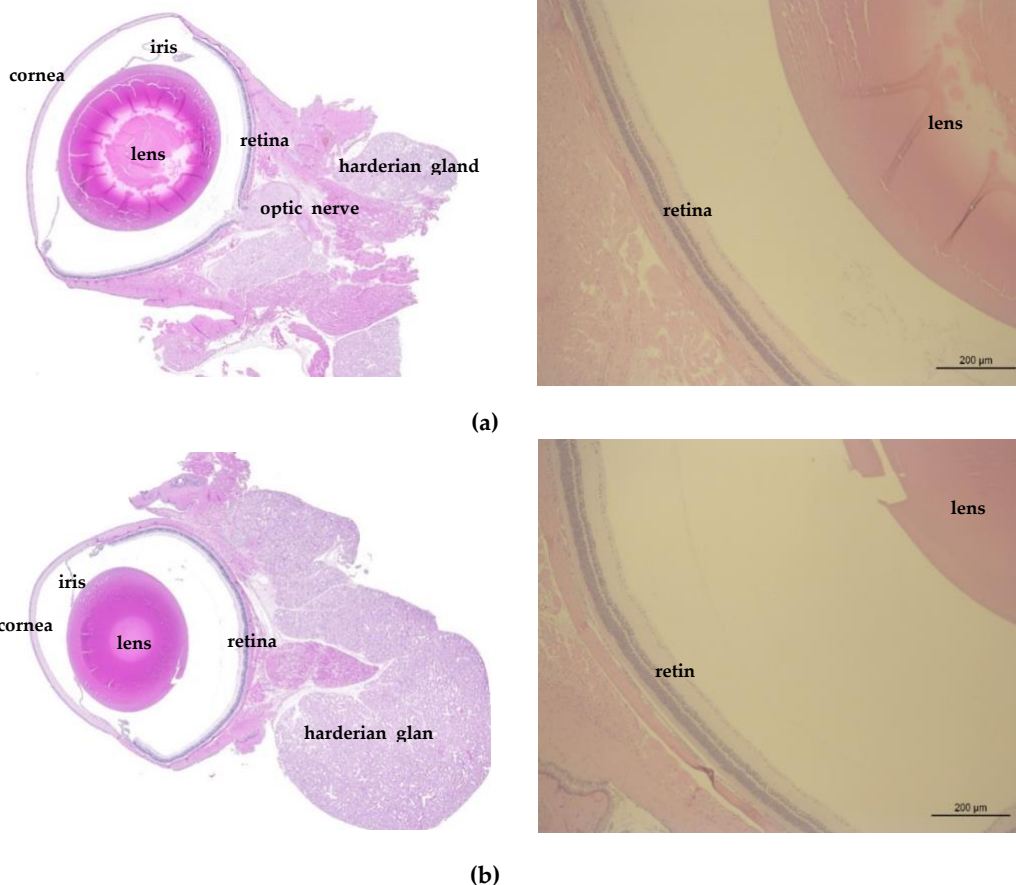 iris
cornea
retina
lens
harderian gland
optic nerve
lens
retina
200 µm
(a)
iris
cornea
lens
retina
harderian glan
lens
retin
200 µm
(b)